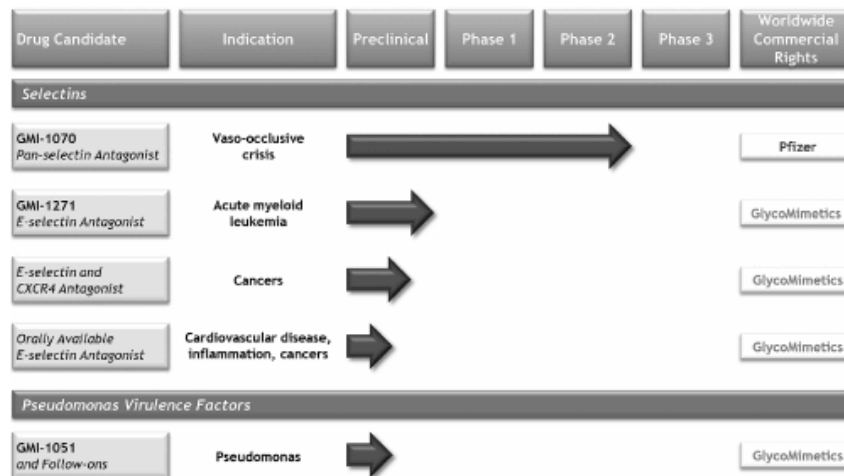 Drug Candidate
Indication
Preclinical
Phase 1
Phase 2
Phase 3
Worldwide
Commercial
Rights
Selectins
GMI-1070
Pan-selectin Antagonist
Vaso-occlusive
crisis
Pfizer
GMI-1271
E-selectin Antagonist
Acute myeloid
leukemia
GlycoMimetics
E-selectin and
CXCR4 Antagonist
Cancers
GlycoMimetics
Orally Available
E-selectin Antagonist
Cardiovascular disease,
inflammation, cancers
GlycoMimetics
Pseudomonas Virulence Factors
GMI-1051
and Follow-ons
Pseudomonas
GlycoMimetics